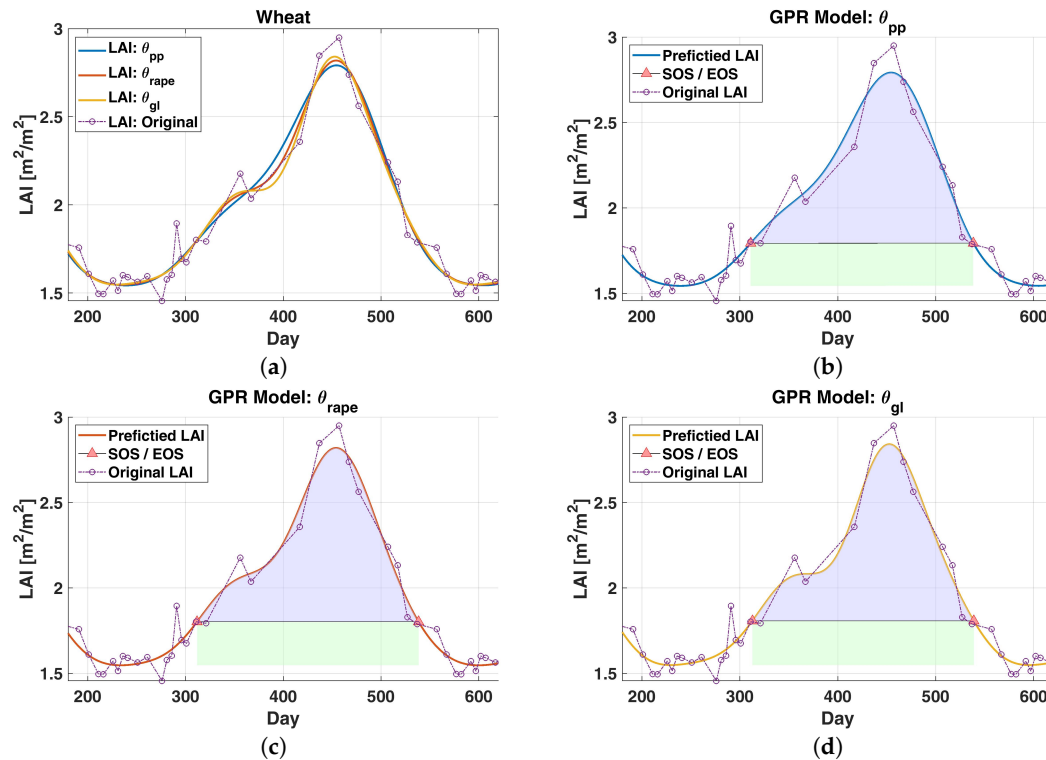 Wheat
LAI: θpp
LAI: θrape
LAI: θgl
LAI: Original
LAI [m²/m²]
3
2.5
2
1.5
200 300 400 500 600
Day
(a)
GPR Model: θpp
Prefictied LAI
SOS / EOS
Original LAI
LAI [m²/m²]
3
2.5
2
1.5
200 300 400 500 600
Day
(b)
GPR Model: θrape
Prefictied LAI
SOS / EOS
Original LAI
LAI [m²/m²]
3
2.5
2
1.5
200 300 400 500 600
Day
(c)
GPR Model: θgl
Prefictied LAI
SOS / EOS
Original LAI
LAI [m²/m²]
3
2.5
2
1.5
200 300 400 500 600
Day
(d)